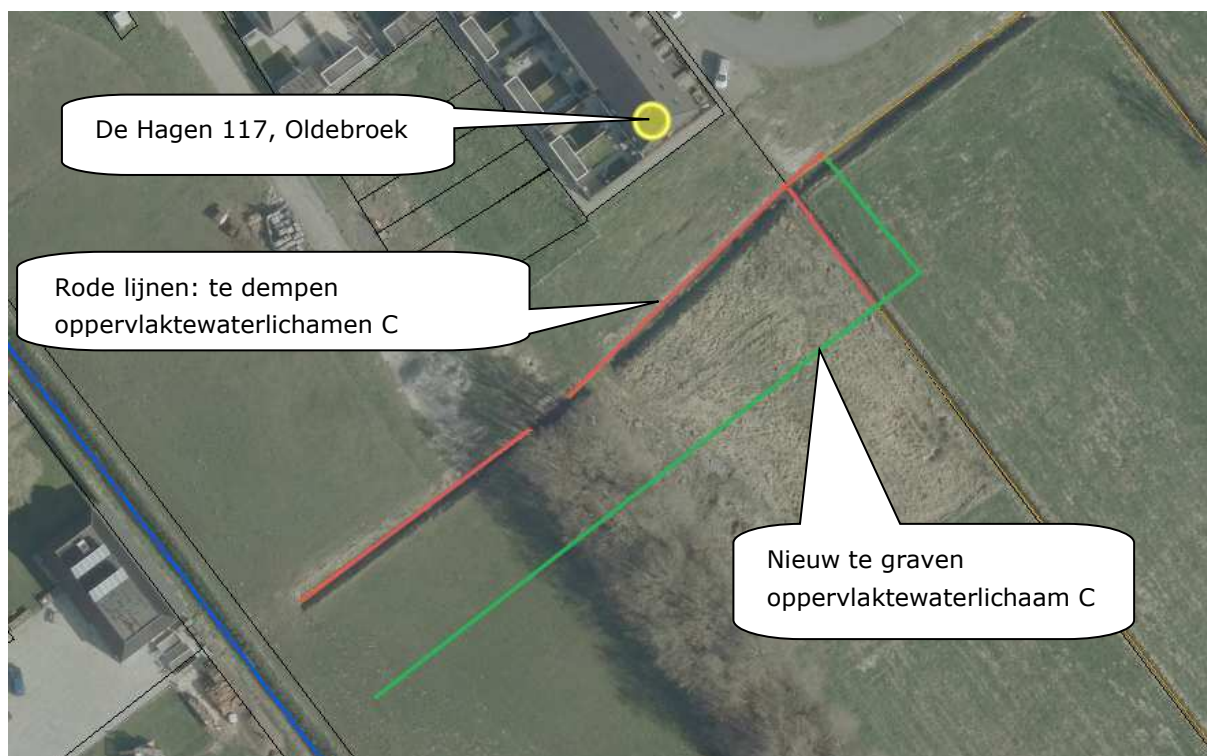 De Hagen 117, Oldebroek
Rode lijnen: te dempen
oppervlaktewaterlichamen C
Nieuw te graven
oppervlaktewaterlichaam C